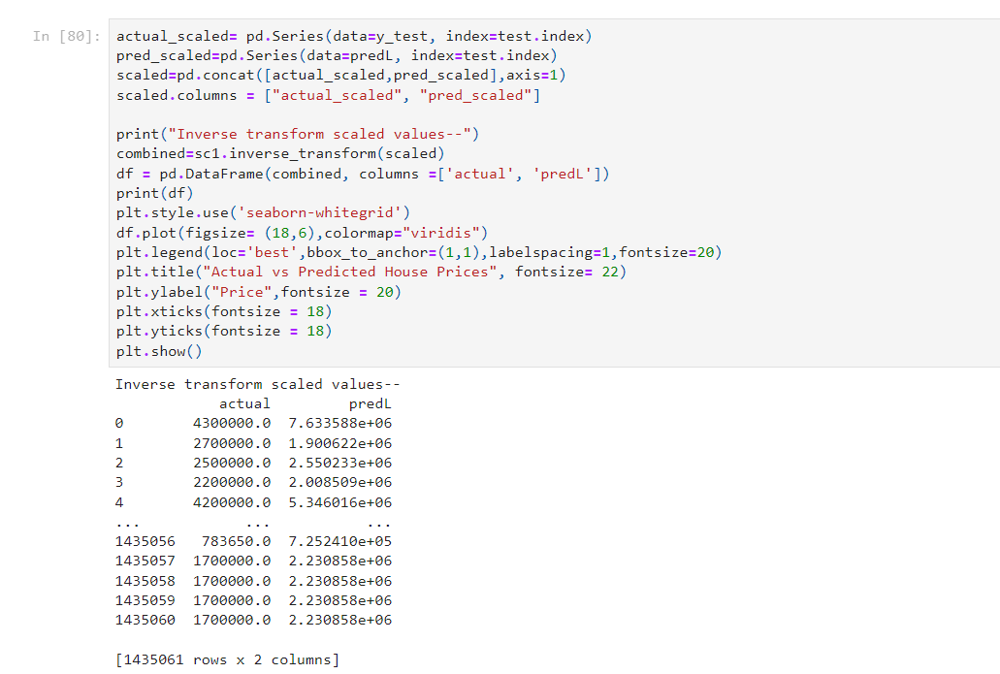 In [80]:
actual_scaled= pd.Series(data=y_test, index=test.index)
pred_scaled=pd.Series(data=predL, index=test.index)
scaled=pd.concat([actual_scaled,pred_scaled],axis=1)
scaled.columns = ["actual_scaled", "pred_scaled"]

print("Inverse transform scaled values--")
combined=sc1.inverse_transform(scaled)
df = pd.DataFrame(combined, columns =['actual', 'predL'])
print(df)
plt.style.use('seaborn-whitegrid')
df.plot(figsize= (18,6),colormap="viridis")
plt.legend(loc='best',bbox_to_anchor=(1,1),labelspacing=1,fontsize=20)
plt.title("Actual vs Predicted House Prices", fontsize= 22)
plt.ylabel("Price",fontsize = 20)
plt.xticks(fontsize = 18)
plt.yticks(fontsize = 18)
plt.show()
Inverse transform scaled values--
            actual         predL
0        4300000.0  7.633588e+06
1        2700000.0  1.900622e+06
2        2500000.0  2.550233e+06
3        2200000.0  2.008509e+06
4        4200000.0  5.346016e+06
...            ...           ...
1435056   783650.0  7.252410e+05
1435057  1700000.0  2.230858e+06
1435058  1700000.0  2.230858e+06
1435059  1700000.0  2.230858e+06
1435060  1700000.0  2.230858e+06

[1435061 rows x 2 columns]